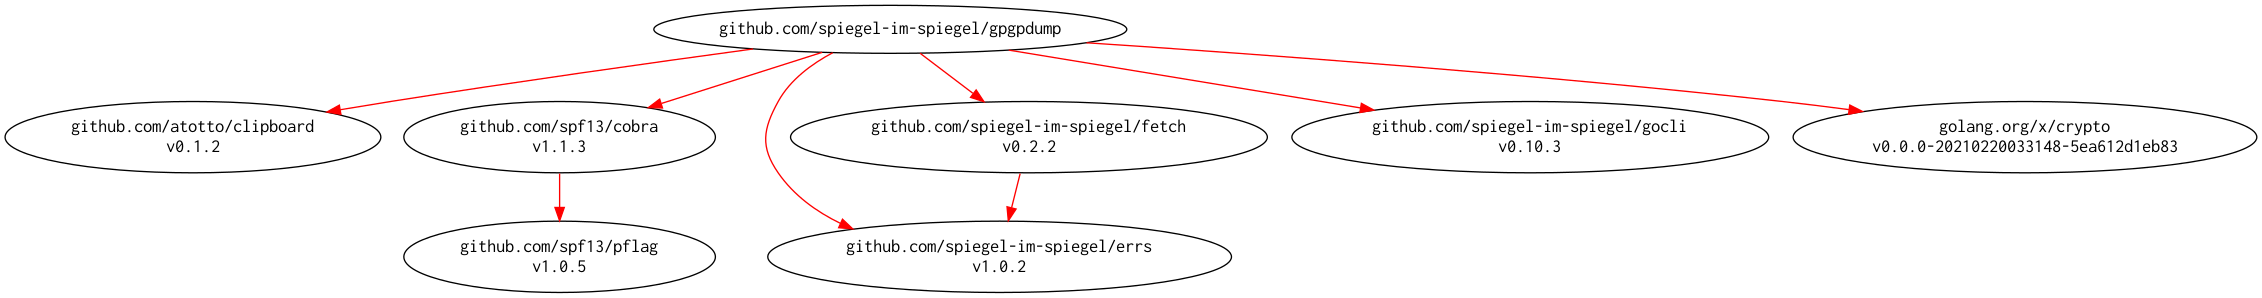 github.com/spiegel-im-spiegel/gpgpdump
github.com/atotto/clipboard
v0.1.2
github.com/spf13/cobra
v1.1.3
github.com/spiegel-im-spiegel/fetch
v0.2.2
github.com/spiegel-im-spiegel/gocli
v0.10.3
golang.org/x/crypto
v0.0.0-20210220033148-5ea612d1eb83
github.com/spf13/pflag
v1.0.5
github.com/spiegel-im-spiegel/errs
v1.0.2